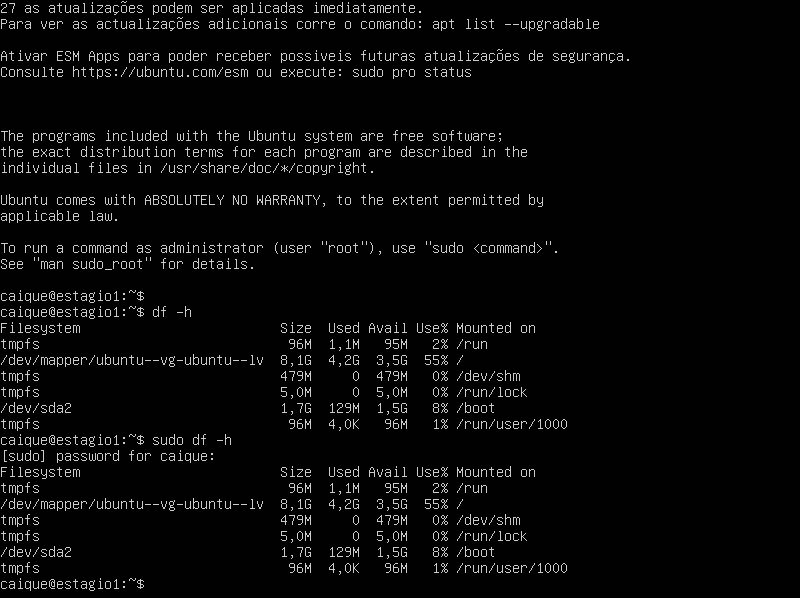 27 as atualizações podem ser aplicadas imediatamente.
Para ver as actualizações adicionais corre o comando: apt list --upgradable
Ativar ESM Apps para poder receber possiveis futuras atualizações de segurança.
Consulte https://ubuntu.com/esm ou execute: sudo pro status
The programs included with the Ubuntu system are free software;
the exact distribution terms for each program are described in the
individual files in /usr/share/doc/*/copyright.
Ubuntu comes with ABSOLUTELY NO WARRANTY, to the extent permitted by
applicable law.
To run a command as administrator (user "root"), use "sudo <command>".
See "man sudo_root" for details.
caique@estagio1:~$
caique@estagio1:~$ df -h
Filesystem                         Size  Used Avail Use% Mounted on
tmpfs                               96M  1,1M   95M   2% /run
/dev/mapper/ubuntu--vg-ubuntu--lv  8,1G  4,2G  3,5G  55% /
tmpfs                              479M     0  479M   0% /dev/shm
tmpfs                              5,0M     0  5,0M   0% /run/lock
/dev/sda2                          1,7G  129M  1,5G   8% /boot
tmpfs                               96M  4,0K   96M   1% /run/user/1000
caique@estagio1:~$ sudo df -h
[sudo] password for caique:
Filesystem                         Size  Used Avail Use% Mounted on
tmpfs                               96M  1,1M   95M   2% /run
/dev/mapper/ubuntu--vg-ubuntu--lv  8,1G  4,2G  3,5G  55% /
tmpfs                              479M     0  479M   0% /dev/shm
tmpfs                              5,0M     0  5,0M   0% /run/lock
/dev/sda2                          1,7G  129M  1,5G   8% /boot
tmpfs                               96M  4,0K   96M   1% /run/user/1000
caique@estagio1:~$